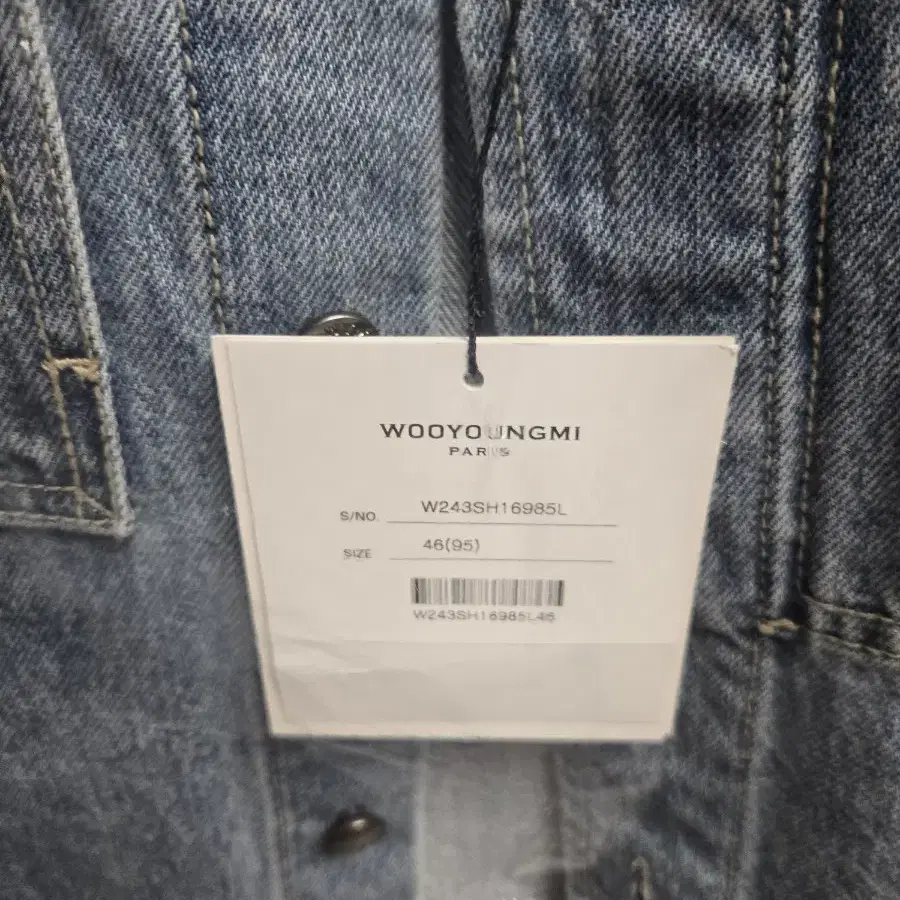 WOOYOUNGMI
PARIS
S/NO. W243SH16985L
SIZE 46(95)
W243SH16985L46